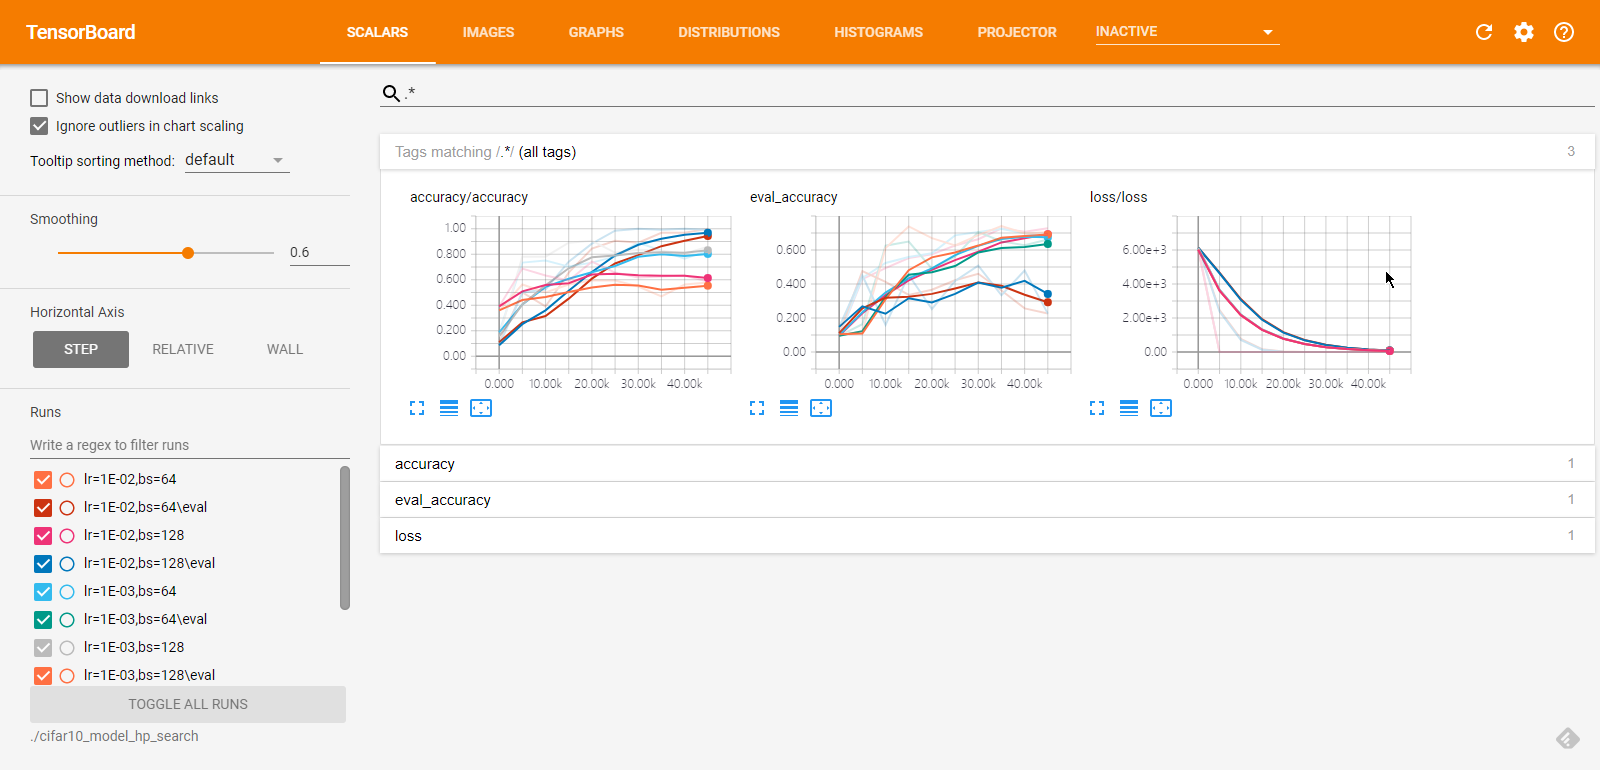 TensorBoard
SCALARS IMAGES GRAPHS DISTRIBUTIONS HISTOGRAMS PROJECTOR INACTIVE
Show data download links
Ignore outliers in chart scaling
Tooltip sorting method: default
Smoothing
0.6
Horizontal Axis
STEP RELATIVE WALL
Runs
Write a regex to filter runs
lr=1E-02,bs=64
lr=1E-02,bs=64\eval
lr=1E-02,bs=128
lr=1E-02,bs=128\eval
lr=1E-03,bs=64
lr=1E-03,bs=64\eval
lr=1E-03,bs=128
lr=1E-03,bs=128\eval
TOGGLE ALL RUNS
./cifar10_model_hp_search
.*
Tags matching /.*/ (all tags) 3
accuracy/accuracy
1.00
0.800
0.600
0.400
0.200
0.00
0.000 10.00k 20.00k 30.00k 40.00k
eval_accuracy
0.600
0.400
0.200
0.00
0.000 10.00k 20.00k 30.00k 40.00k
loss/loss
6.00e+3
4.00e+3
2.00e+3
0.00
0.000 10.00k 20.00k 30.00k 40.00k
accuracy 1
eval_accuracy 1
loss 1